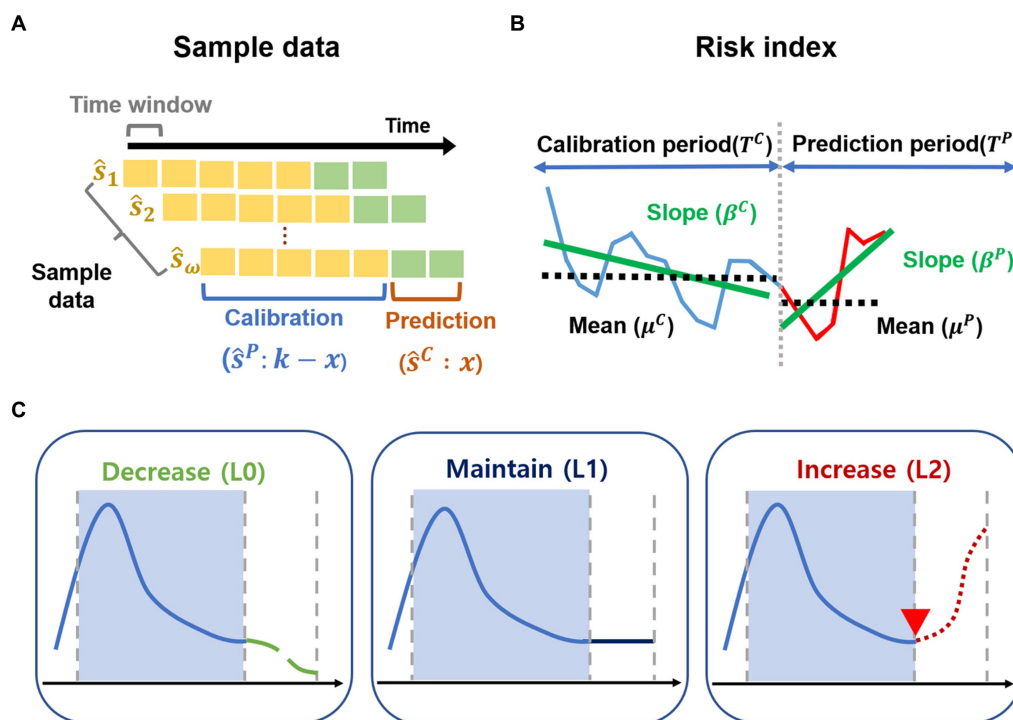 A
Sample data
Time window
Time
ŝ₁
ŝ₂
ŝ_ω
Sample
data
Calibration
(ŝᴾ: k − x)
Prediction
(ŝᶜ : x)
B
Risk index
Calibration period(Tᶜ)
Prediction period(Tᴾ
Slope (βᶜ)
Slope (βᴾ)
Mean (μᶜ)
Mean (μᴾ)
C
Decrease (L0)
Maintain (L1)
Increase (L2)